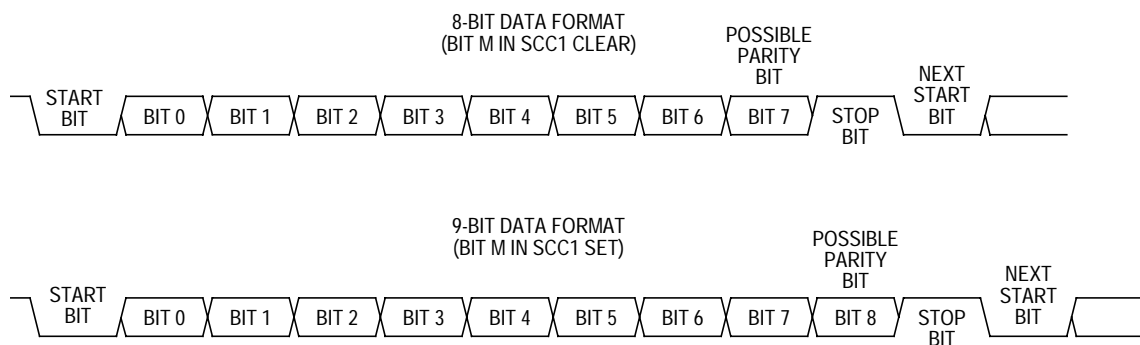 8-BIT DATA FORMAT
(BIT M IN SCC1 CLEAR)
POSSIBLE
PARITY
BIT
START
BIT
BIT 0
BIT 1
BIT 2
BIT 3
BIT 4
BIT 5
BIT 6
BIT 7
STOP
BIT
NEXT
START
BIT
9-BIT DATA FORMAT
(BIT M IN SCC1 SET)
POSSIBLE
PARITY
BIT
START
BIT
BIT 0
BIT 1
BIT 2
BIT 3
BIT 4
BIT 5
BIT 6
BIT 7
BIT 8
STOP
BIT
NEXT
START
BIT